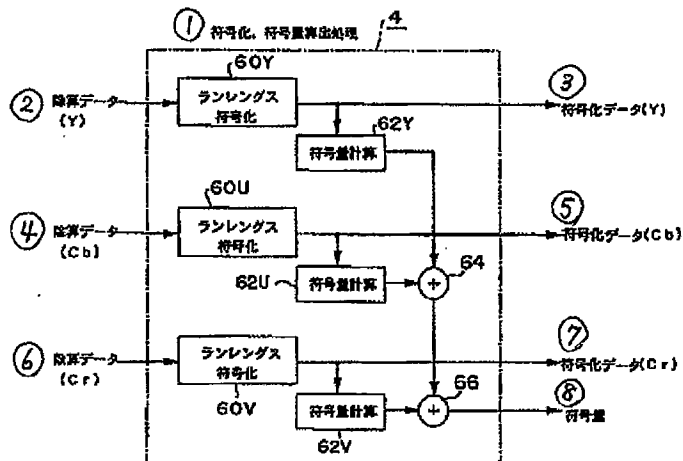 ① 符号化、符号量算出処理
4
60Y
② 除算データ
(Y)
ランレングス
符号化
③
符号化データ(Y)
62Y
符号量計算
60U
④ 除算データ
(Cb)
ランレングス
符号化
⑤
符号化データ(Cb)
62U
符号量計算
+
64
⑥ 除算データ
(Cr)
ランレングス
符号化
60V
⑦
符号化データ(Cr)
符号量計算
62V
+
66
⑧
符号量